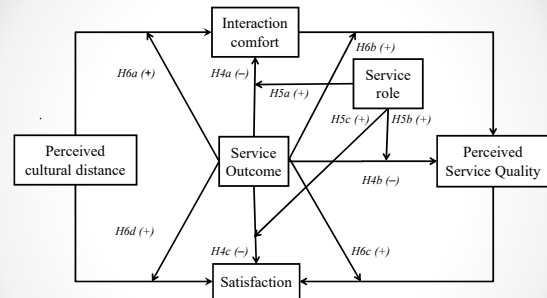 Interaction
comfort
H6b (+)
H6a (+)
H4a (–)
Service
role
H5a (+)
H5c (+)
H5b (+)
Perceived
cultural distance
Service
Outcome
Perceived
Service Quality
H4b (–)
H6d (+)
H4c (–)
H6c (+)
Satisfaction